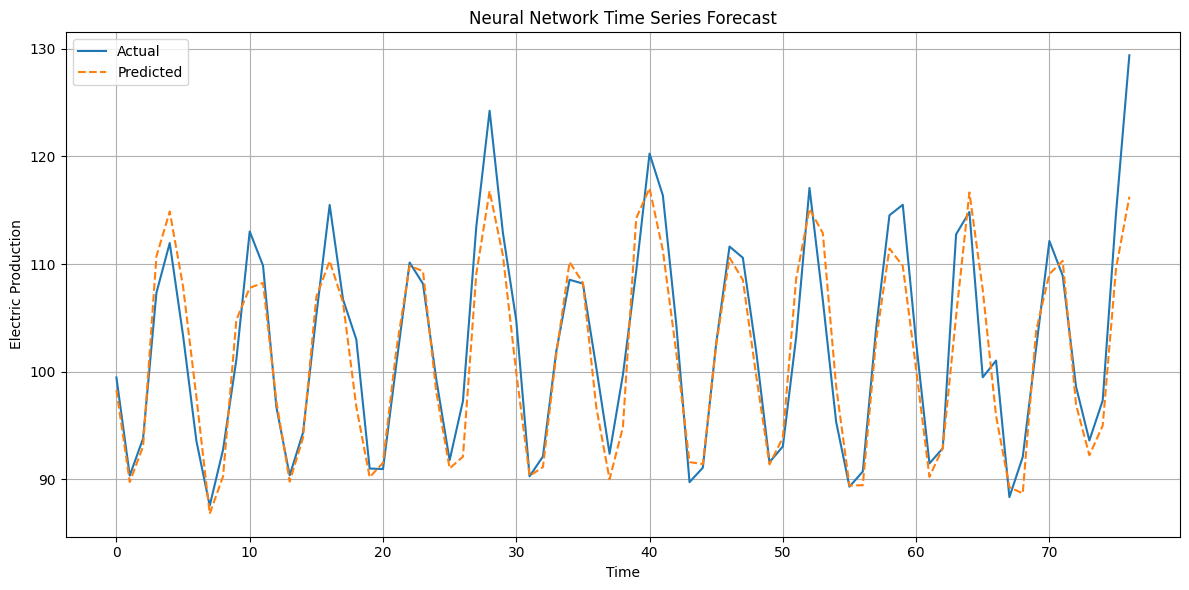 Neural Network Time Series Forecast
Actual
Predicted
130
120
110
100
90
Electric Production
0 10 20 30 40 50 60 70
Time